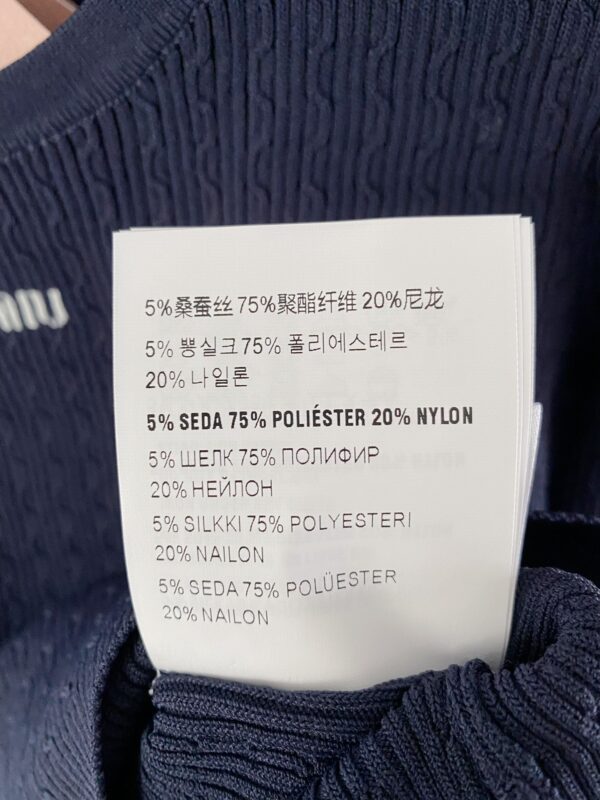 5%桑蚕丝 75%聚酯纤维 20%尼龙
5% 뽕실크 75% 폴리에스테르
20% 나일론
5% SEDA 75% POLIÉSTER 20% NYLON
5% ШЕЛК 75% ПОЛИФИР
20% НЕЙЛОН
5% SILKKI 75% POLYESTERI
20% NAILON
5% SEDA 75% POLÜESTER
20% NAILON